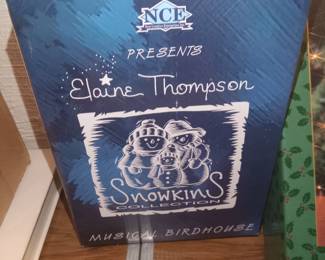 NCE
PRESENTS
Elaine Thompson
SNOWKINS
COLLECTION
MUSICAL BIRDHOUSE